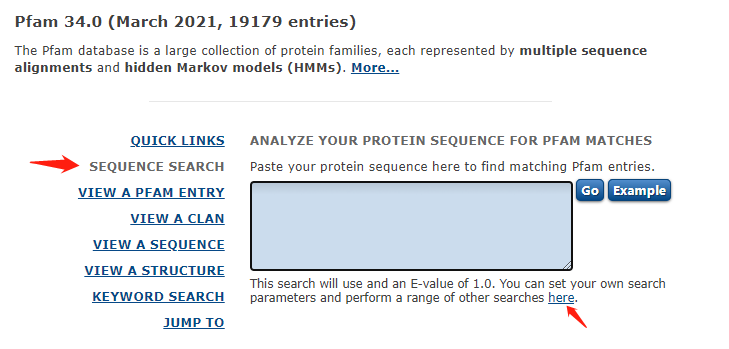 Pfam 34.0 (March 2021, 19179 entries)
The Pfam database is a large collection of protein families, each represented by multiple sequence
alignments and hidden Markov models (HMMs). More...
QUICK LINKS
SEQUENCE SEARCH
VIEW A PFAM ENTRY
VIEW A CLAN
VIEW A SEQUENCE
VIEW A STRUCTURE
KEYWORD SEARCH
JUMP TO
ANALYZE YOUR PROTEIN SEQUENCE FOR PFAM MATCHES
Paste your protein sequence here to find matching Pfam entries.
Go Example
This search will use and an E-value of 1.0. You can set your own search
parameters and perform a range of other searches here.